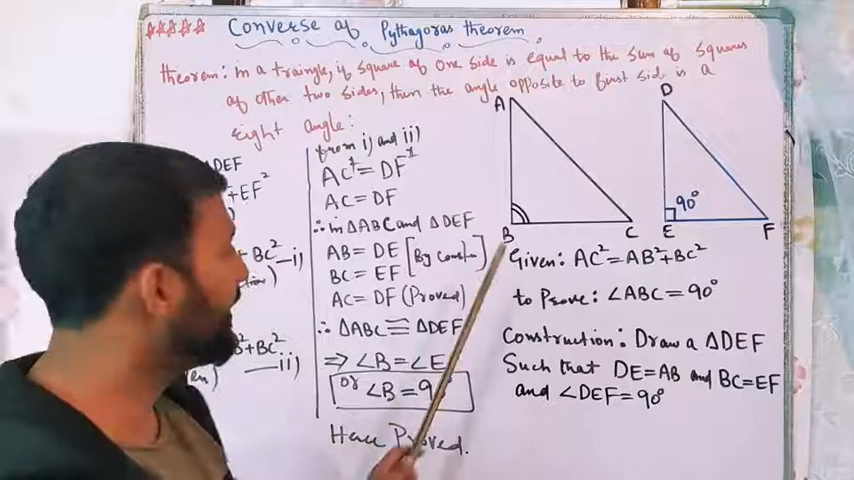 Converse of Pythagoras theorem
theorem: in a traingle, if square of one side is equal to the sum of squares
of other two sides, then the angle opposite to first side is a
eight angle:
DEF
+EF²
+BC² —i)
B²+BC²
—ii)
from i) and ii)
AC² = DF²
AC = DF
∴ in ΔABC and ΔDEF
AB = DE
BC = EF [By Constn]
AC = DF (Proved)
∴ ΔABC ≅ ΔDEF
⇒ ∠B = ∠E
or ∠B = 9
Hence Proved.
A
B
C
D
90°
E
F
Given: AC² = AB² + BC²
to Prove: ∠ABC = 90°
Construction: Draw a ΔDEF
Such that DE = AB and BC = EF
and ∠DEF = 90°